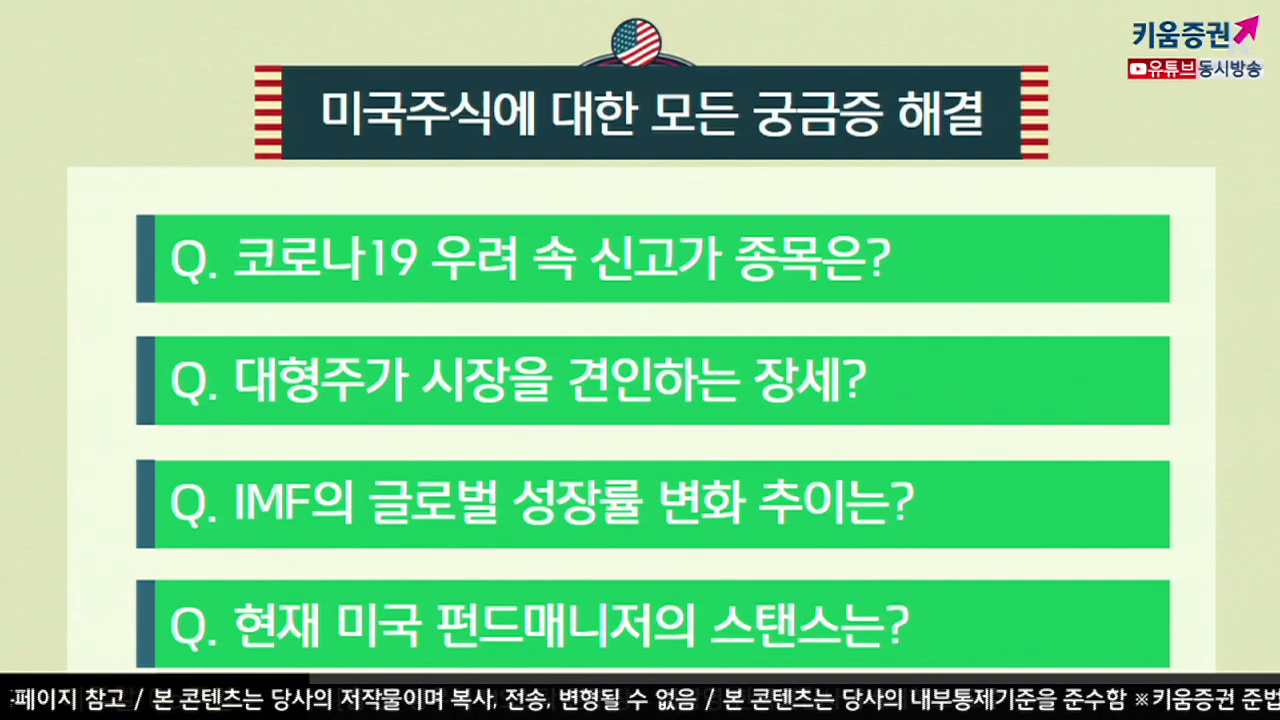 키움증권
유튜브 동시방송
미국주식에 대한 모든 궁금증 해결
Q. 코로나19 우려 속 신고가 종목은?
Q. 대형주가 시장을 견인하는 장세?
Q. IMF의 글로벌 성장률 변화 추이는?
Q. 현재 미국 펀드매니저의 스탠스는?
페이지 참고 / 본 콘텐츠는 당사의 저작물이며 복사, 전송, 변형될 수 없음 / 본 콘텐츠는 당사의 내부통제기준을 준수함 ※키움증권 준법